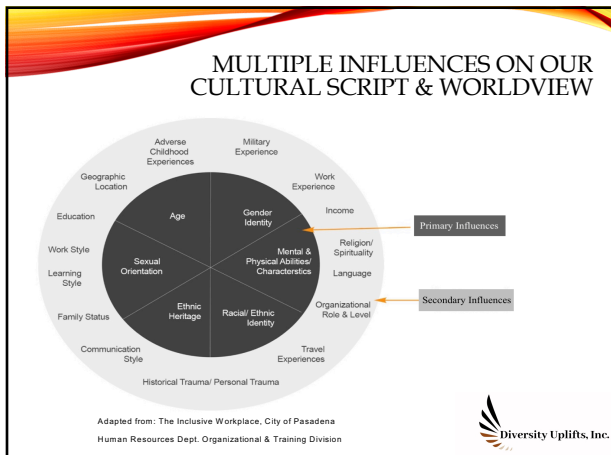 MULTIPLE INFLUENCES ON OUR
CULTURAL SCRIPT & WORLDVIEW
Adverse
Childhood
Experiences
Military
Experience
Geographic
Location
Work
Experience
Age
Gender
Identity
Income
Education
Primary Influences
Religion/
Spirituality
Work Style
Sexual
Orientation
Mental &
Physical Abilities/
Characterstics
Language
Learning
Style
Ethnic
Heritage
Racial/ Ethnic
Identity
Organizational
Role & Level
Secondary Influences
Family Status
Communication
Style
Travel
Experiences
Historical Trauma/ Personal Trauma
Adapted from: The Inclusive Workplace, City of Pasadena
Human Resources Dept. Organizational & Training Division
Diversity Uplifts, Inc.